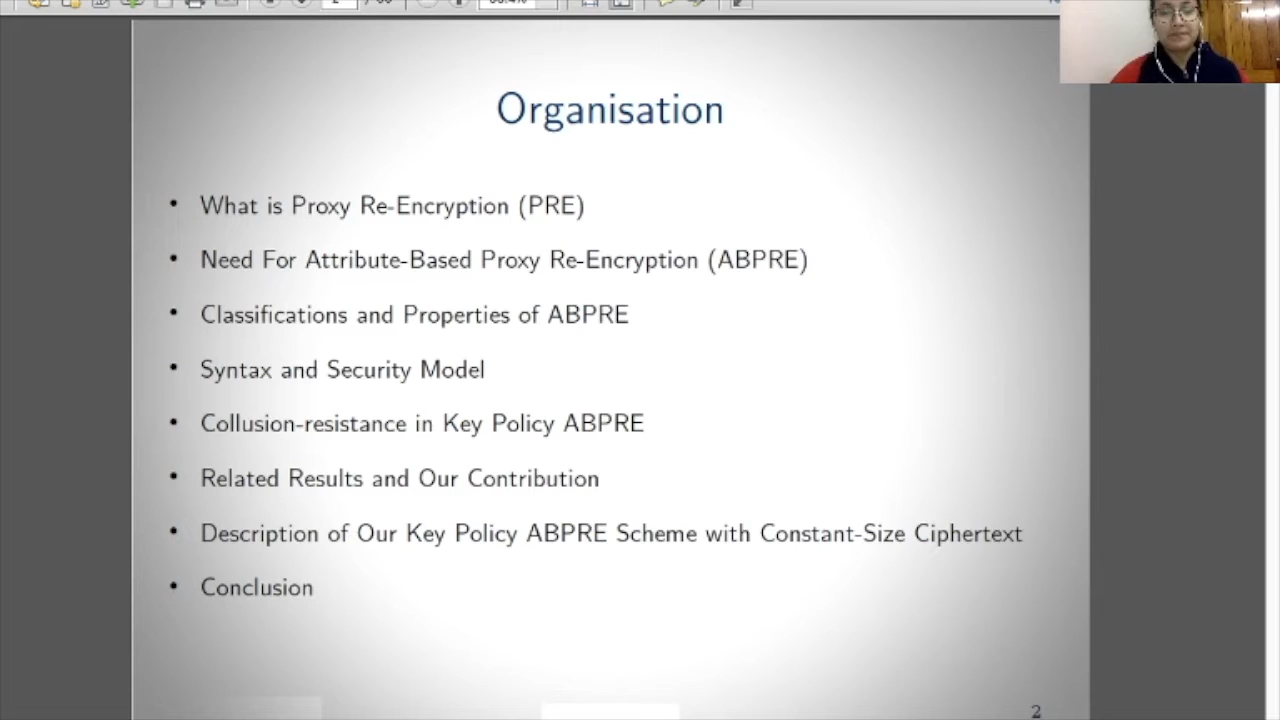 Organisation
• What is Proxy Re-Encryption (PRE)
• Need For Attribute-Based Proxy Re-Encryption (ABPRE)
• Classifications and Properties of ABPRE
• Syntax and Security Model
• Collusion-resistance in Key Policy ABPRE
• Related Results and Our Contribution
• Description of Our Key Policy ABPRE Scheme with Constant-Size Ciphertext
• Conclusion
2